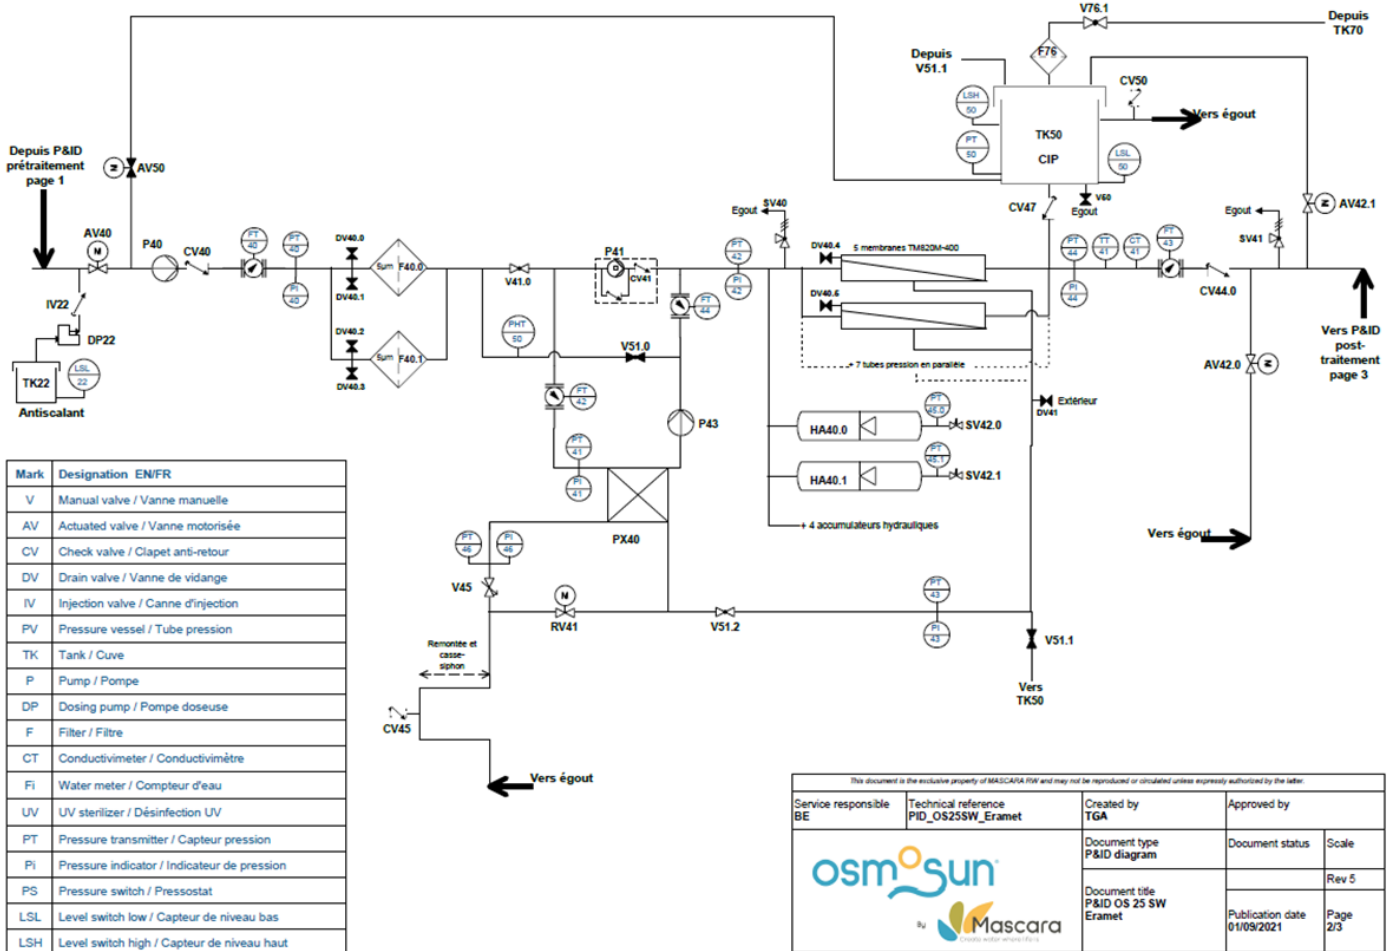 V76.1
Depuis
TK70
F76
Depuis
V51.1
CV50
LSH
50
Vers égout
TK50
CIP
PT
50
LSL
50
Depuis P&ID
prétraitement
page 1
AV50
M
V60
Egout
CV47
SV40
Egout
Egout
SV41
AV42.1
AV40
P40
CV40
FT
40
PT
40
PI
40
DV40.0
DV40.1
5um F40.0
DV40.2
DV40.3
5um F40.1
V41.0
P41
CV41
PT
42
PI
42
FT
44
DV40.4
5 membranes TM820M-400
DV40.5
PT
44
PI
44
TT
41
CT
41
FT
43
CV44.0
IV22
DP22
TK22
LSL
22
Antiscalant
PHT
50
V51.0
FT
42
P43
+ 7 tubes pression en parallèle
Vers P&ID
post-
traitement
page 3
AV42.0
DV41
Extérieur
HA40.0
PT
45.0
SV42.0
HA40.1
PT
45.1
SV42.1
+ 4 accumulateurs hydrauliques
PT
41
PI
41
PX40
Vers égout
PT
46
PI
46
V45
RV41
V51.2
PT
43
PI
43
V51.1
Vers
TK50
Remontée et
casse-
siphon
CV45
Vers égout
Mark Designation EN/FR
V Manual valve / Vanne manuelle
AV Actuated valve / Vanne motorisée
CV Check valve / Clapet anti-retour
DV Drain valve / Vanne de vidange
IV Injection valve / Canne d'injection
PV Pressure vessel / Tube pression
TK Tank / Cuve
P Pump / Pompe
DP Dosing pump / Pompe doseuse
F Filter / Filtre
CT Conductivimeter / Conductivimètre
Fi Water meter / Compteur d'eau
UV UV sterilizer / Désinfection UV
PT Pressure transmitter / Capteur pression
Pi Pressure indicator / Indicateur de pression
PS Pressure switch / Pressostat
LSL Level switch low / Capteur de niveau bas
LSH Level switch high / Capteur de niveau haut
This document is the exclusive property of MASCARA RW and may not be reproduced or circulated unless expressly authorized by the latter.
Service responsible
BE
Technical reference
PID_OS25SW_Eramet
Created by
TGA
Approved by
Document type
P&ID diagram
Document status
Scale
Rev 5
Document title
P&ID OS 25 SW
Eramet
Publication date
01/09/2021
Page
2/3
osmosun
By
Mascara
Create water where life is